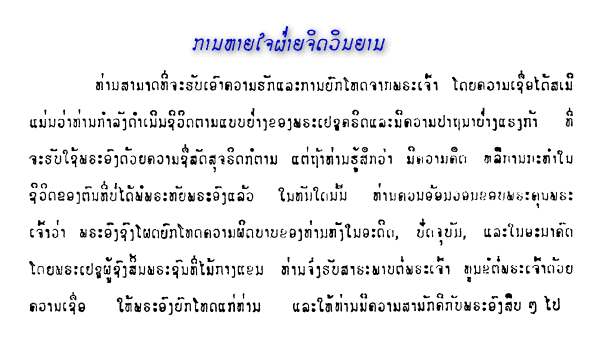 ການຫາຍໃຈຝ່າຍຈິດວິນຍານ
ທ່ານສາມາດທີ່ຈະຮັບເອົາຄວາມຮັກແລະການຍົກໂທດຈາກພຣະເຈົ້າ ໂດຍຄວາມເຊື່ອໄດ້ສເມີ
ແມ່ນວ່າທ່ານກຳລັງດຳເນີນຊີວິດຕາມແບບຢ່າງຂອງພຣະເຢຊູຄຣິດແລະມີຄວາມປາຖນາຢ່າງແຮງກ້າ ທີ່
ຈະຮັບໃຊ້ພຣະອົງດ້ວຍຄວາມຊື່ສັດສຸຈຣິດກໍຕາມ ແຕ່ຖ້າທ່ານຮູ້ສຶກວ່າ ມີຄວາມຄຶດ ຫລືການກະທຳໃນ
ຊີວິດຂອງຕົນທີ່ບໍ່ໄດ້ພໍພຣະທັຍພຣະອົງແລ້ວ ໃນທັນໃດນັ້ນ ທ່ານຄວນອ້ອນວອນຂອບພຣະຄຸນພຣະ
ເຈົ້າວ່າ ພຣະອົງຊົງໂຜດຍົກໂທດຄວາມຜິດບາບຂອງທ່ານທັງໃນອະດິດ, ປັດຈຸບັນ, ແລະໃນອະນາຄົດ
ໂດຍພຣະເຢຊູຜູ້ຊົງສິ້ນພຣະຊົນທີ່ໄມ້ກາງແຂນ ທ່ານຈົ່ງຮັບສາຣະພາບຕໍ່ພຣະເຈົ້າ ທູນຂໍຕໍ່ພຣະເຈົ້າດ້ວຍ
ຄວາມເຊື່ອ ໃຫ້ພຣະອົງຍົກໂທດແກ່ທ່ານ ແລະໃຫ້ທ່ານມີຄວາມສາມັກຄີກັບພຣະອົງສືບ ໆ ໄປ